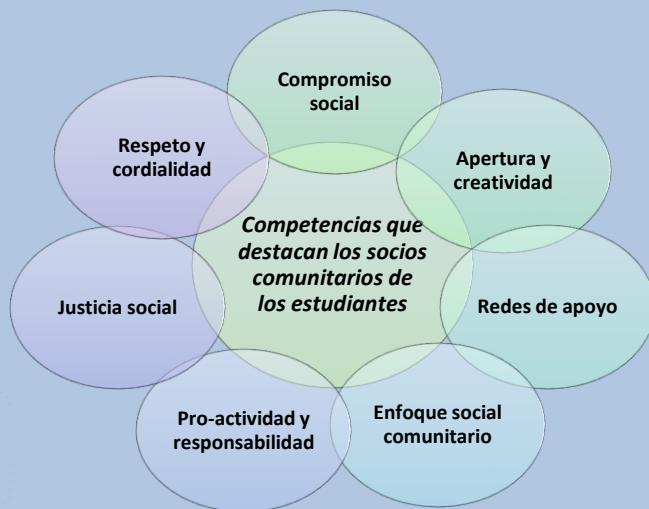 Compromiso
social
Apertura y
creatividad
Redes de apoyo
Enfoque social
comunitario
Pro-actividad y
responsabilidad
Justicia social
Respeto y
cordialidad
Competencias que
destacan los socios
comunitarios de
los estudiantes